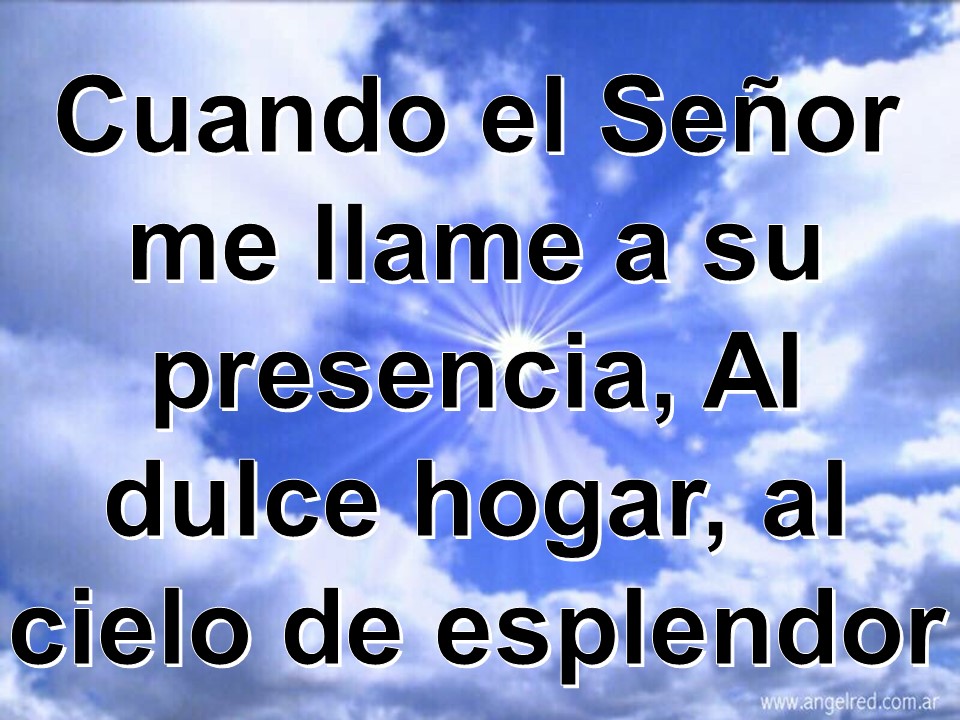 Cuando el Señor
me llame a su
presencia, Al
dulce hogar, al
cielo de esplendor
www.angelred.com.ar